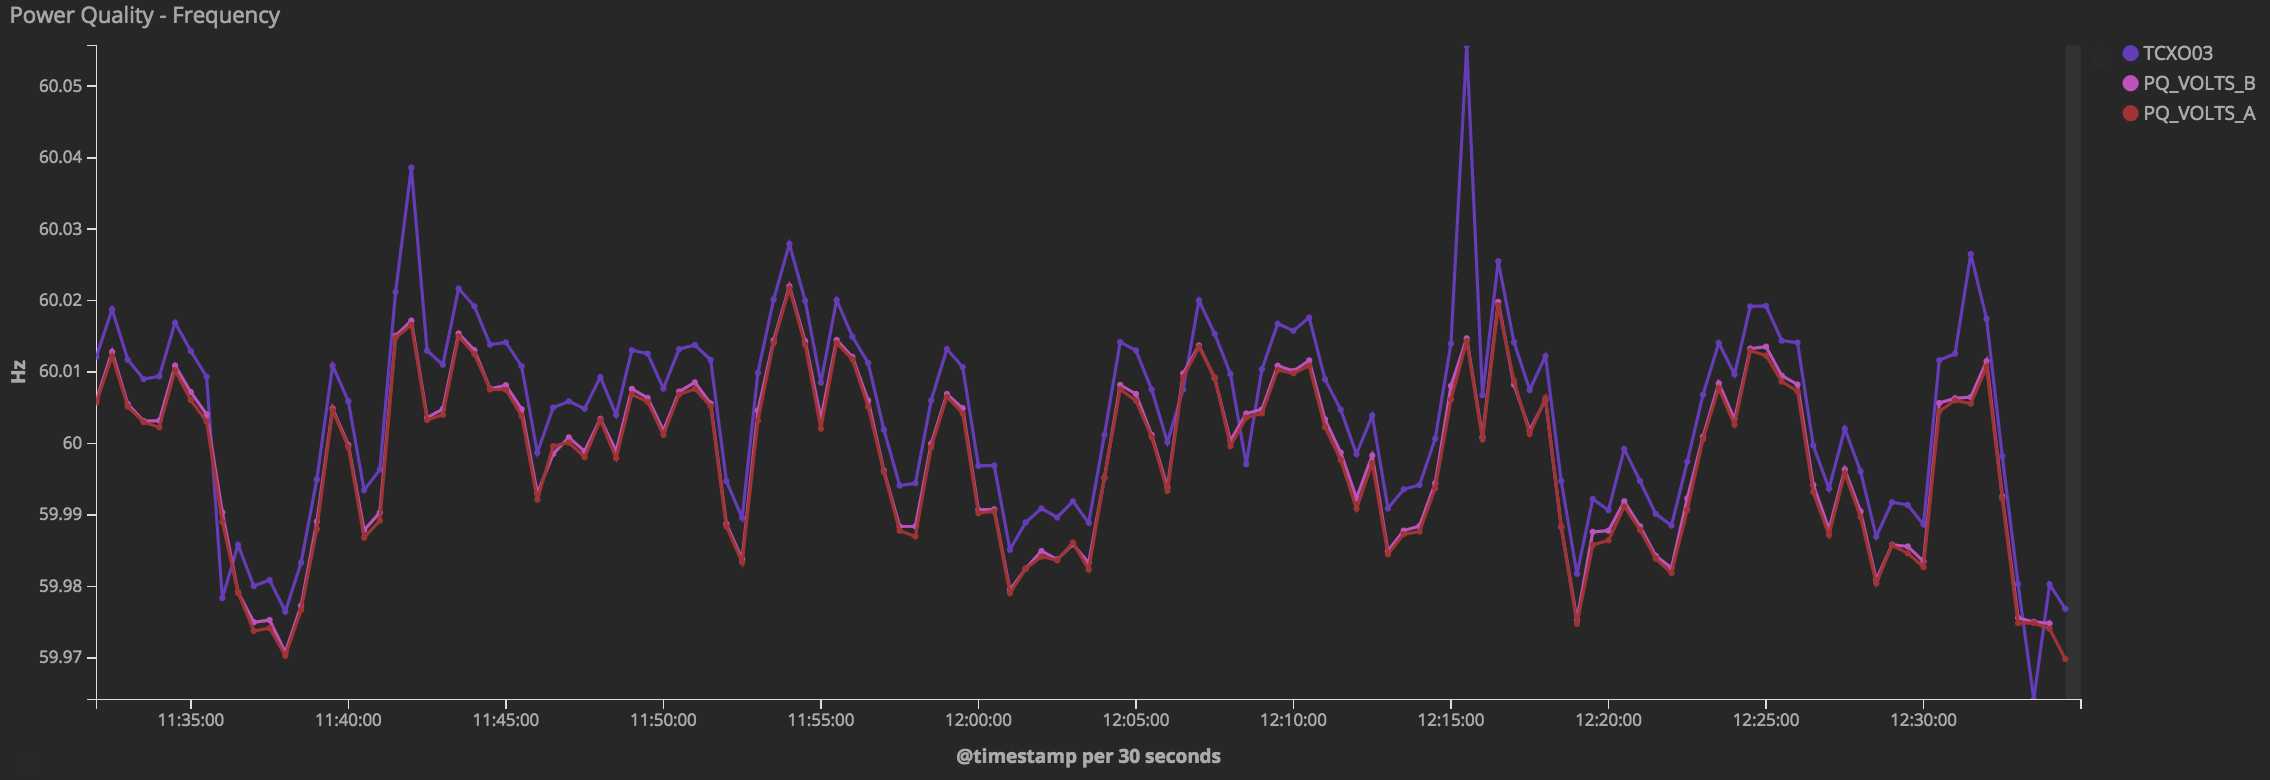 Power Quality - Frequency
TCXO03
PQ_VOLTS_B
PQ_VOLTS_A
60.05
60.04
60.03
60.02
60.01
60
59.99
59.98
59.97
Hz
11:35:00 11:40:00 11:45:00 11:50:00 11:55:00 12:00:00 12:05:00 12:10:00 12:15:00 12:20:00 12:25:00 12:30:00
@timestamp per 30 seconds